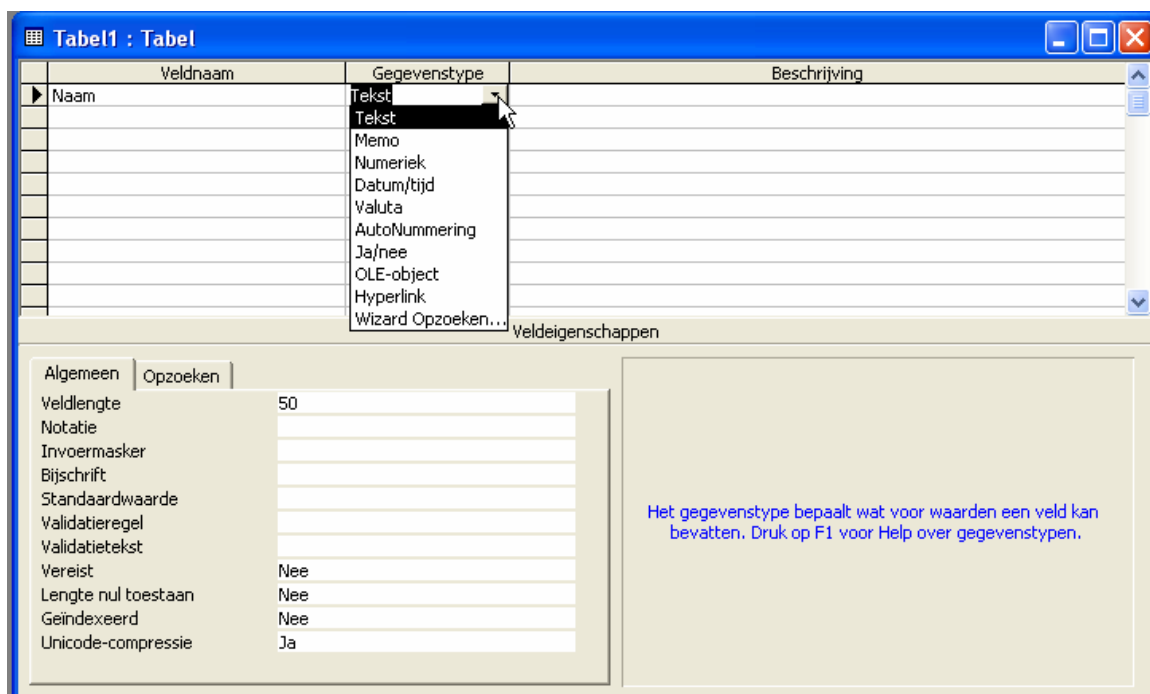 Tabel1 : Tabel
Veldnaam Gegevenstype Beschrijving
Naam Tekst
Tekst
Memo
Numeriek
Datum/tijd
Valuta
AutoNummering
Ja/nee
OLE-object
Hyperlink
Wizard Opzoeken...
Veldeigenschappen
Algemeen Opzoeken
Veldlengte 50
Notatie
Invoermasker
Bijschrift
Standaardwaarde
Validatieregel
Validatietekst
Vereist Nee
Lengte nul toestaan Nee
Geïndexeerd Nee
Unicode-compressie Ja
Het gegevenstype bepaalt wat voor waarden een veld kan
bevatten. Druk op F1 voor Help over gegevenstypen.